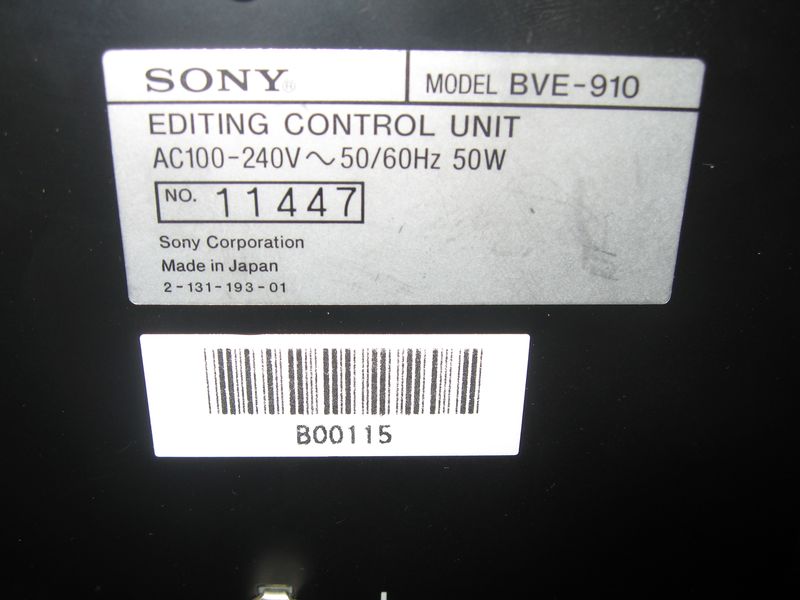 SONY®
MODEL BVE-910
EDITING CONTROL UNIT
AC100-240V～50/60Hz 50W
NO. 11447
Sony Corporation
Made in Japan
2-131-193-01
B00115